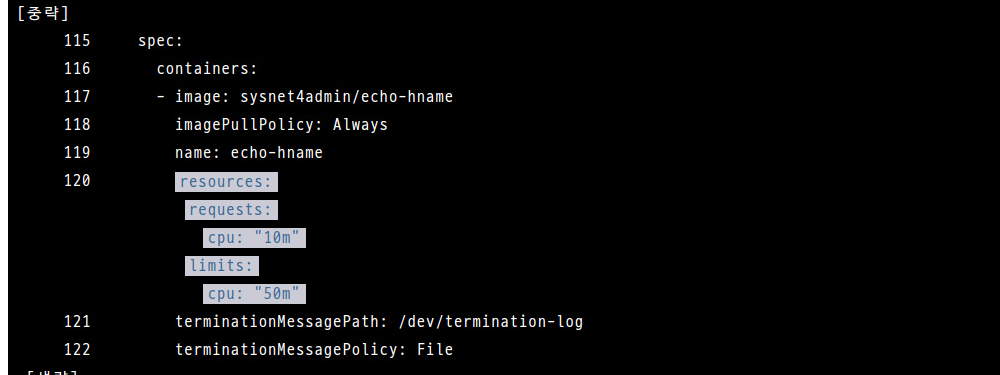 [중략]
115 spec:
116 containers:
117 - image: sysnet4admin/echo-hname
118 imagePullPolicy: Always
119 name: echo-hname
120 resources:
requests:
cpu: "10m"
limits:
cpu: "50m"
121 terminationMessagePath: /dev/termination-log
122 terminationMessagePolicy: File